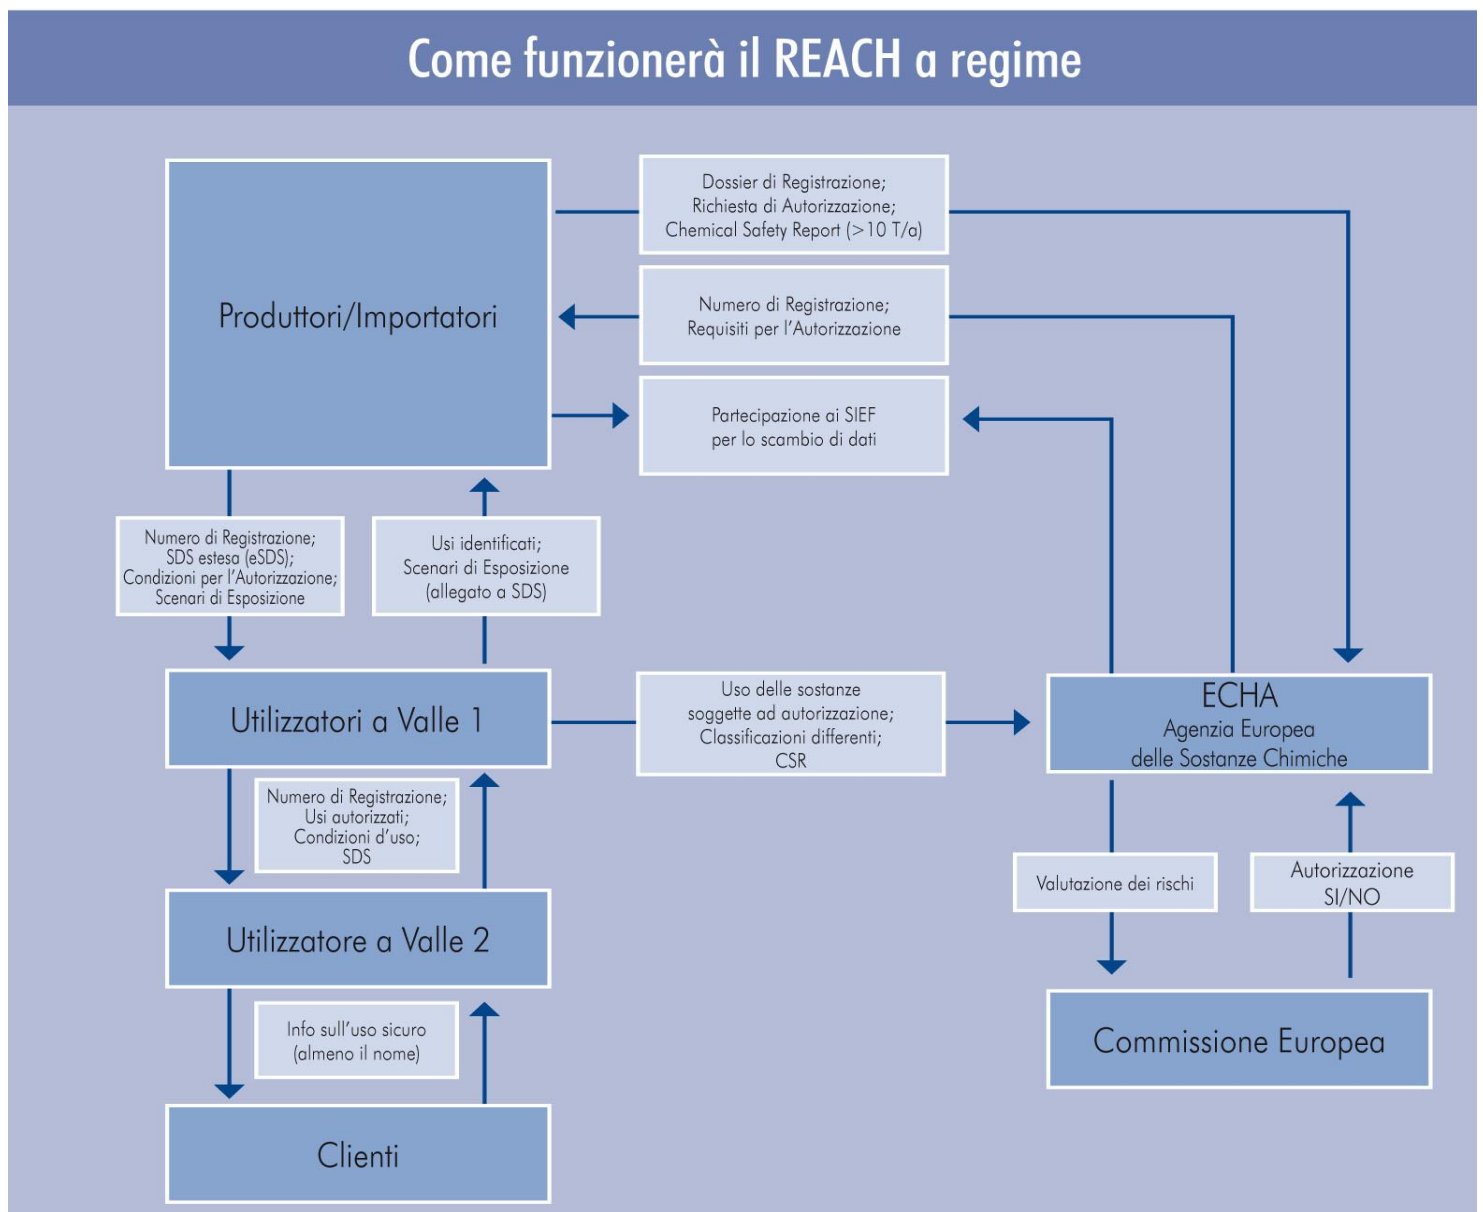 Come funzionerà il REACH a regime
Produttori/Importatori
Dossier di Registrazione;
Richiesta di Autorizzazione;
Chemical Safety Report (>10 T/a)
Numero di Registrazione;
Requisiti per l'Autorizzazione
Partecipazione ai SIEF
per lo scambio di dati
Numero di Registrazione;
SDS estesa (eSDS);
Condizioni per l'Autorizzazione;
Scenari di Esposizione
Usi identificati;
Scenari di Esposizione
(allegato a SDS)
Utilizzatori a Valle 1
Uso delle sostanze
soggette ad autorizzazione;
Classificazioni differenti;
CSR
ECHA
Agenzia Europea
delle Sostanze Chimiche
Numero di Registrazione;
Usi autorizzati;
Condizioni d'uso;
SDS
Valutazione dei rischi
Autorizzazione
SI/NO
Utilizzatore a Valle 2
Info sull'uso sicuro
(almeno il nome)
Commissione Europea
Clienti